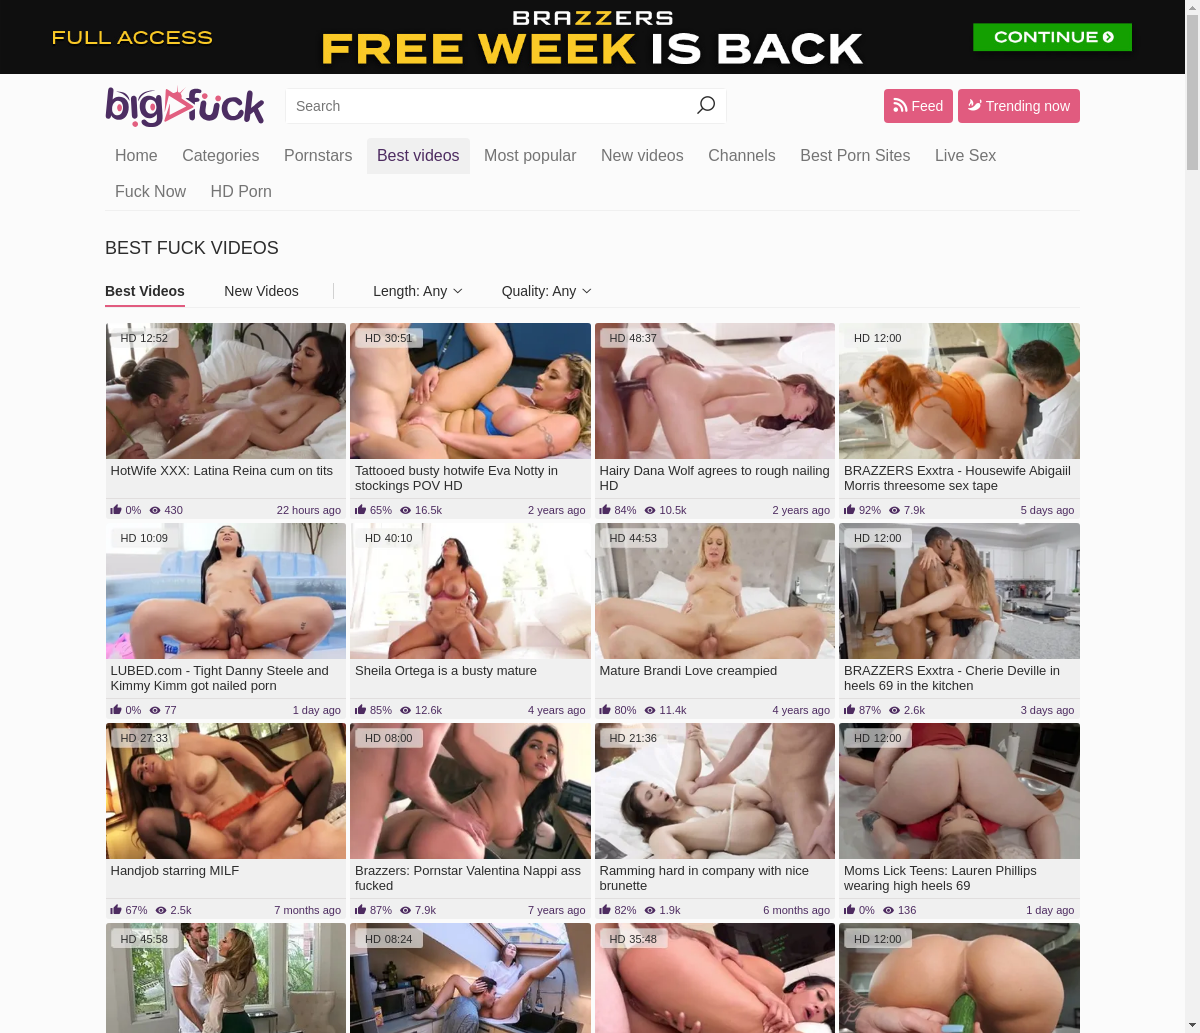 FULL ACCESS
BRAZZERS
FREE WEEK IS BACK
CONTINUE
big fuck
Search
Feed
Trending now
Home Categories Pornstars Best videos Most popular New videos Channels Best Porn Sites Live Sex
Fuck Now HD Porn
BEST FUCK VIDEOS
Best Videos New Videos Length: Any Quality: Any
HD 12:52 HD 30:51 HD 48:37 HD 12:00
HotWife XXX: Latina Reina cum on tits
0% 430 22 hours ago
Tattooed busty hotwife Eva Notty in
stockings POV HD
65% 16.5k 2 years ago
Hairy Dana Wolf agrees to rough nailing
HD
84% 10.5k 2 years ago
BRAZZERS Exxtra - Housewife Abigaiil
Morris threesome sex tape
92% 7.9k 5 days ago
HD 10:09 HD 40:10 HD 44:53 HD 12:00
LUBED.com - Tight Danny Steele and
Kimmy Kimm got nailed porn
0% 77 1 day ago
Sheila Ortega is a busty mature
85% 12.6k 4 years ago
Mature Brandi Love creampied
80% 11.4k 4 years ago
BRAZZERS Exxtra - Cherie Deville in
heels 69 in the kitchen
87% 2.6k 3 days ago
HD 27:33 HD 08:00 HD 21:36 HD 12:00
Handjob starring MILF
67% 2.5k 7 months ago
Brazzers: Pornstar Valentina Nappi ass
fucked
87% 7.9k 7 years ago
Ramming hard in company with nice
brunette
82% 1.9k 6 months ago
Moms Lick Teens: Lauren Phillips
wearing high heels 69
0% 136 1 day ago
HD 45:58 HD 08:24 HD 35:48 HD 12:00